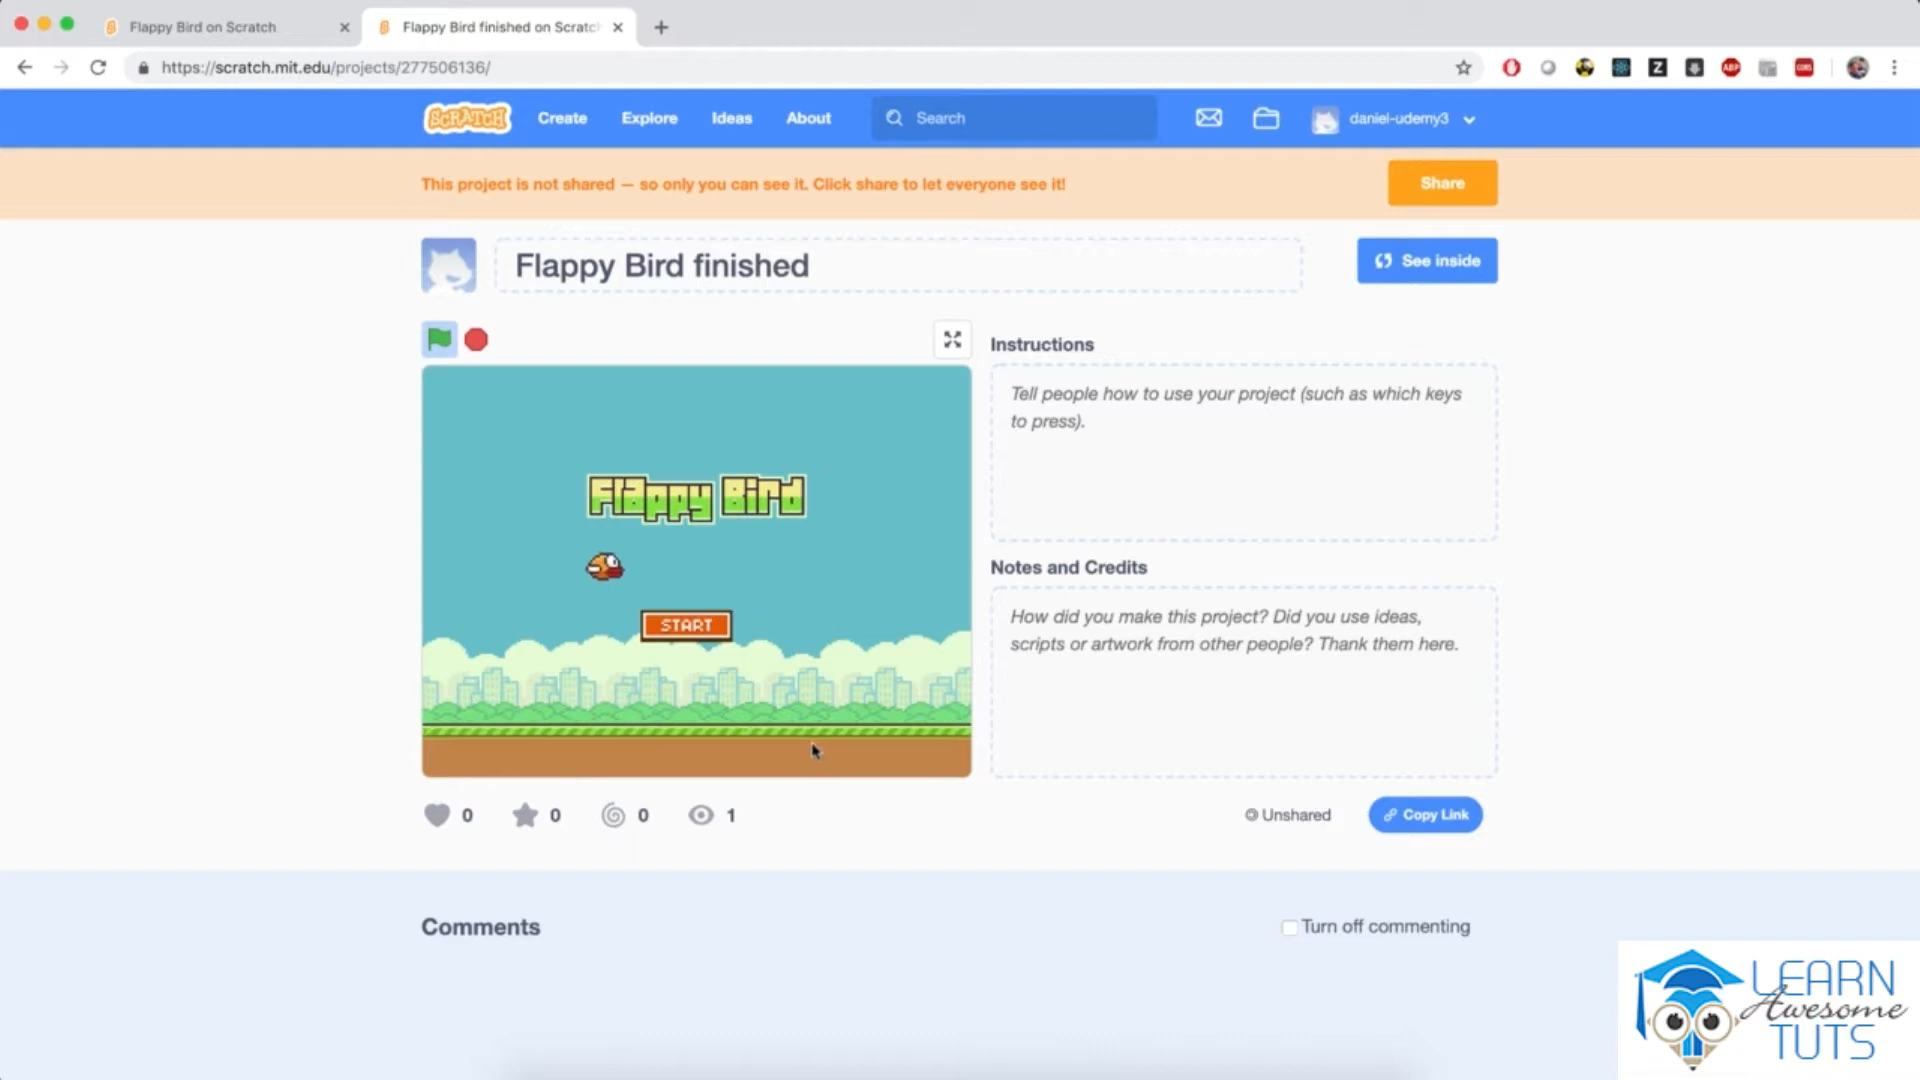 Flappy Bird on Scratch
Flappy Bird finished on Scratch
https://scratch.mit.edu/projects/277506136/
Z
ABP
CORS
SCRATCH
Create
Explore
Ideas
About
Search
daniel-udemy3
This project is not shared — so only you can see it. Click share to let everyone see it!
Share
Flappy Bird finished
See inside
Instructions
Tell people how to use your project (such as which keys
to press).
Flappy Bird
START
Notes and Credits
How did you make this project? Did you use ideas,
scripts or artwork from other people? Thank them here.
0
0
0
1
Unshared
Copy Link
Comments
Turn off commenting
LEARN
Awesome
TUTS